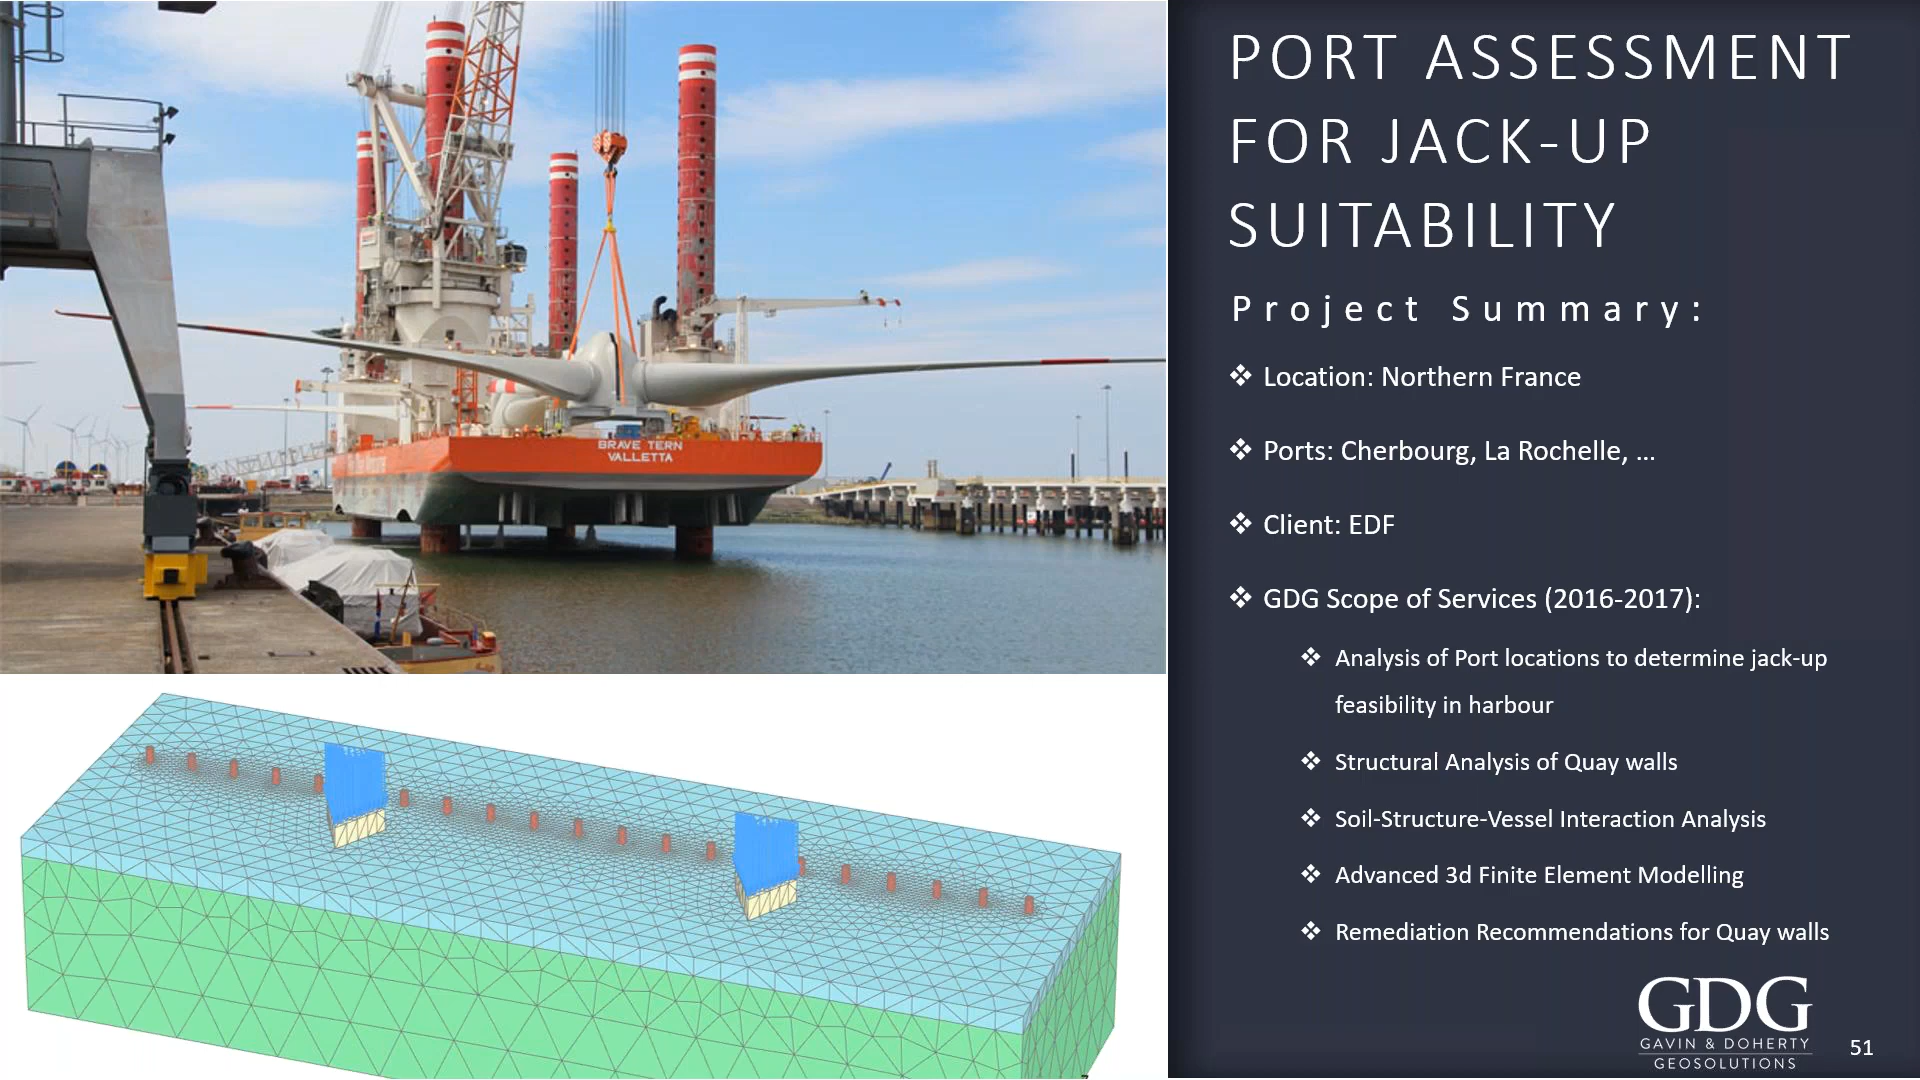 PORT ASSESSMENT
FOR JACK-UP
SUITABILITY
Project Summary:
❖ Location: Northern France
❖ Ports: Cherbourg, La Rochelle, ...
❖ Client: EDF
❖ GDG Scope of Services (2016-2017):
❖ Analysis of Port locations to determine jack-up
feasibility in harbour
❖ Structural Analysis of Quay walls
❖ Soil-Structure-Vessel Interaction Analysis
❖ Advanced 3d Finite Element Modelling
❖ Remediation Recommendations for Quay walls
GDG
GAVIN & DOHERTY
GEOSOLUTIONS
51
BRAVE TERN
VALLETTA